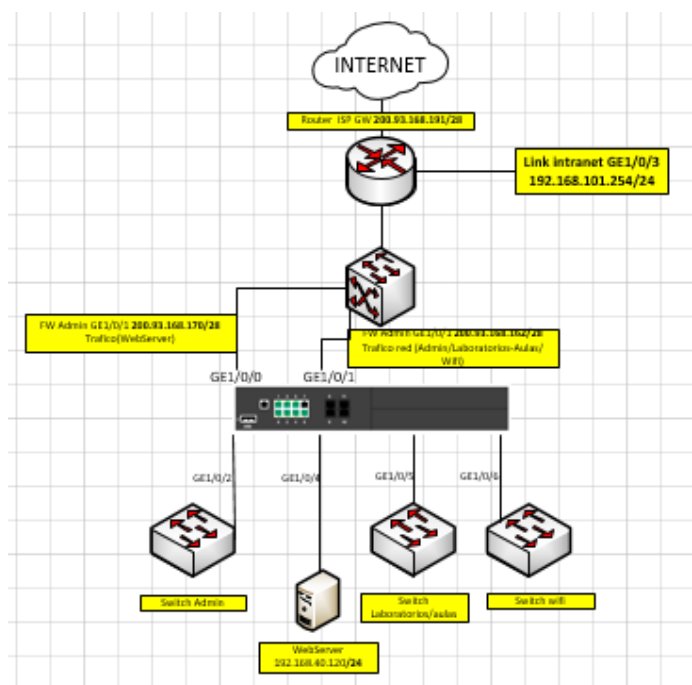 INTERNET
Router ISP GW 200.93.168.191/28
Link intranet GE1/0/3
192.168.101.254/24
FW Admin GE1/0/1 200.93.168.170/28
Trafico(WebServer)
FW Admin GE1/0/1 200.93.168.162/28
Trafico red (Admin/Laboratorios-Aulas/
Wifi)
GE1/0/0
GE1/0/1
GE1/0/2
GE1/0/4
GE1/0/5
GE1/0/6
Switch Admin
Switch
Laboratorios/aulas
Switch wifi
WebServer
192.168.40.120/24